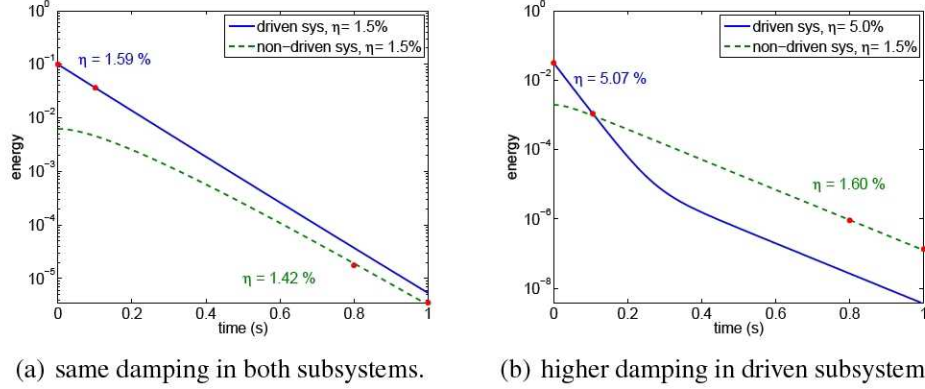 10^0
10^-1
10^-2
10^-3
10^-4
10^-5
energy
driven sys, η= 1.5%
non-driven sys, η= 1.5%
η = 1.59 %
η = 1.42 %
0 0.2 0.4 0.6 0.8 1
time (s)
(a) same damping in both subsystems.
10^0
10^-2
10^-4
10^-6
10^-8
energy
driven sys, η= 5.0%
non-driven sys, η= 1.5%
η = 5.07 %
η = 1.60 %
0 0.2 0.4 0.6 0.8 1
time (s)
(b) higher damping in driven subsystem